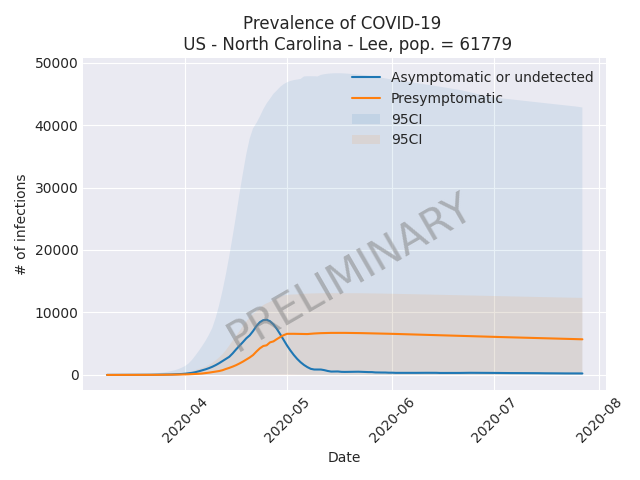 Prevalence of COVID-19
US - North Carolina - Lee, pop. = 61779
50000
40000
30000
20000
10000
0
# of infections
Asymptomatic or undetected
Presymptomatic
95CI
95CI
PRELIMINARY
2020-04
2020-05
2020-06
2020-07
2020-08
Date